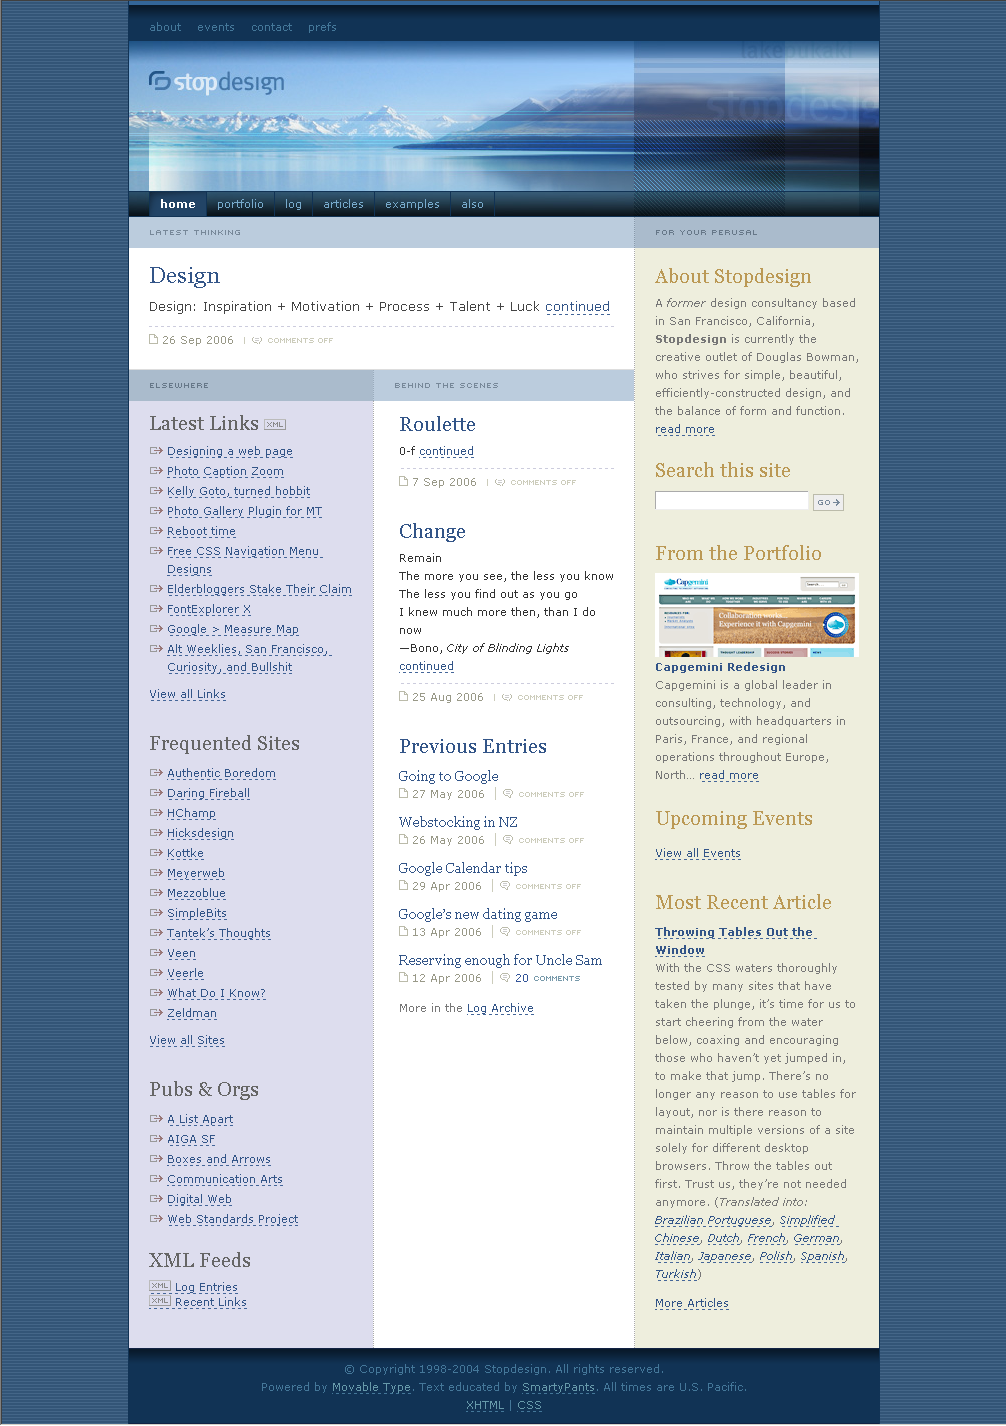 about events contact prefs
lakepukaki
stopdesign
stopdesign
home portfolio log articles examples also
LATEST THINKING
Design
Design: Inspiration + Motivation + Process + Talent + Luck continued
26 Sep 2006 | COMMENTS OFF
ELSEWHERE
Latest Links XML
Designing a web page
Photo Caption Zoom
Kelly Goto, turned hobbit
Photo Gallery Plugin for MT
Reboot time
Free CSS Navigation Menu
Designs
Elderbloggers Stake Their Claim
FontExplorer X
Google > Measure Map
Alt Weeklies, San Francisco,
Curiosity, and Bullshit
View all Links
Frequented Sites
Authentic Boredom
Daring Fireball
HChamp
Hicksdesign
Kottke
Meyerweb
Mezzoblue
SimpleBits
Tantek’s Thoughts
Veen
Veerle
What Do I Know?
Zeldman
View all Sites
Pubs & Orgs
A List Apart
AIGA SF
Boxes and Arrows
Communication Arts
Digital Web
Web Standards Project
XML Feeds
XML Log Entries
XML Recent Links
BEHIND THE SCENES
Roulette
0-f continued
7 Sep 2006 | COMMENTS OFF
Change
Remain
The more you see, the less you know
The less you find out as you go
I knew much more then, than I do
now
—Bono, City of Blinding Lights
continued
25 Aug 2006 | COMMENTS OFF
Previous Entries
Going to Google
27 May 2006 | COMMENTS OFF
Webstocking in NZ
26 May 2006 | COMMENTS OFF
Google Calendar tips
29 Apr 2006 | COMMENTS OFF
Google’s new dating game
13 Apr 2006 | COMMENTS OFF
Reserving enough for Uncle Sam
12 Apr 2006 | 20 COMMENTS
More in the Log Archive
FOR YOUR PERUSAL
About Stopdesign
A former design consultancy based
in San Francisco, California,
Stopdesign is currently the
creative outlet of Douglas Bowman,
who strives for simple, beautiful,
efficiently-constructed design, and
the balance of form and function.
read more
Search this site
GO
From the Portfolio
Capgemini
Collaboration works.
Experience it with Capgemini
Capgemini Redesign
Capgemini is a global leader in
consulting, technology, and
outsourcing, with headquarters in
Paris, France, and regional
operations throughout Europe,
North... read more
Upcoming Events
View all Events
Most Recent Article
Throwing Tables Out the
Window
With the CSS waters thoroughly
tested by many sites that have
taken the plunge, it’s time for us to
start cheering from the water
below, coaxing and encouraging
those who haven’t yet jumped in,
to make that jump. There’s no
longer any reason to use tables for
layout, nor is there reason to
maintain multiple versions of a site
solely for different desktop
browsers. Throw the tables out
first. Trust us, they’re not needed
anymore. (Translated into:
Brazilian Portuguese, Simplified
Chinese, Dutch, French, German,
Italian, Japanese, Polish, Spanish,
Turkish)
More Articles
© Copyright 1998-2004 Stopdesign. All rights reserved.
Powered by Movable Type. Text educated by SmartyPants. All times are U.S. Pacific.
XHTML | CSS